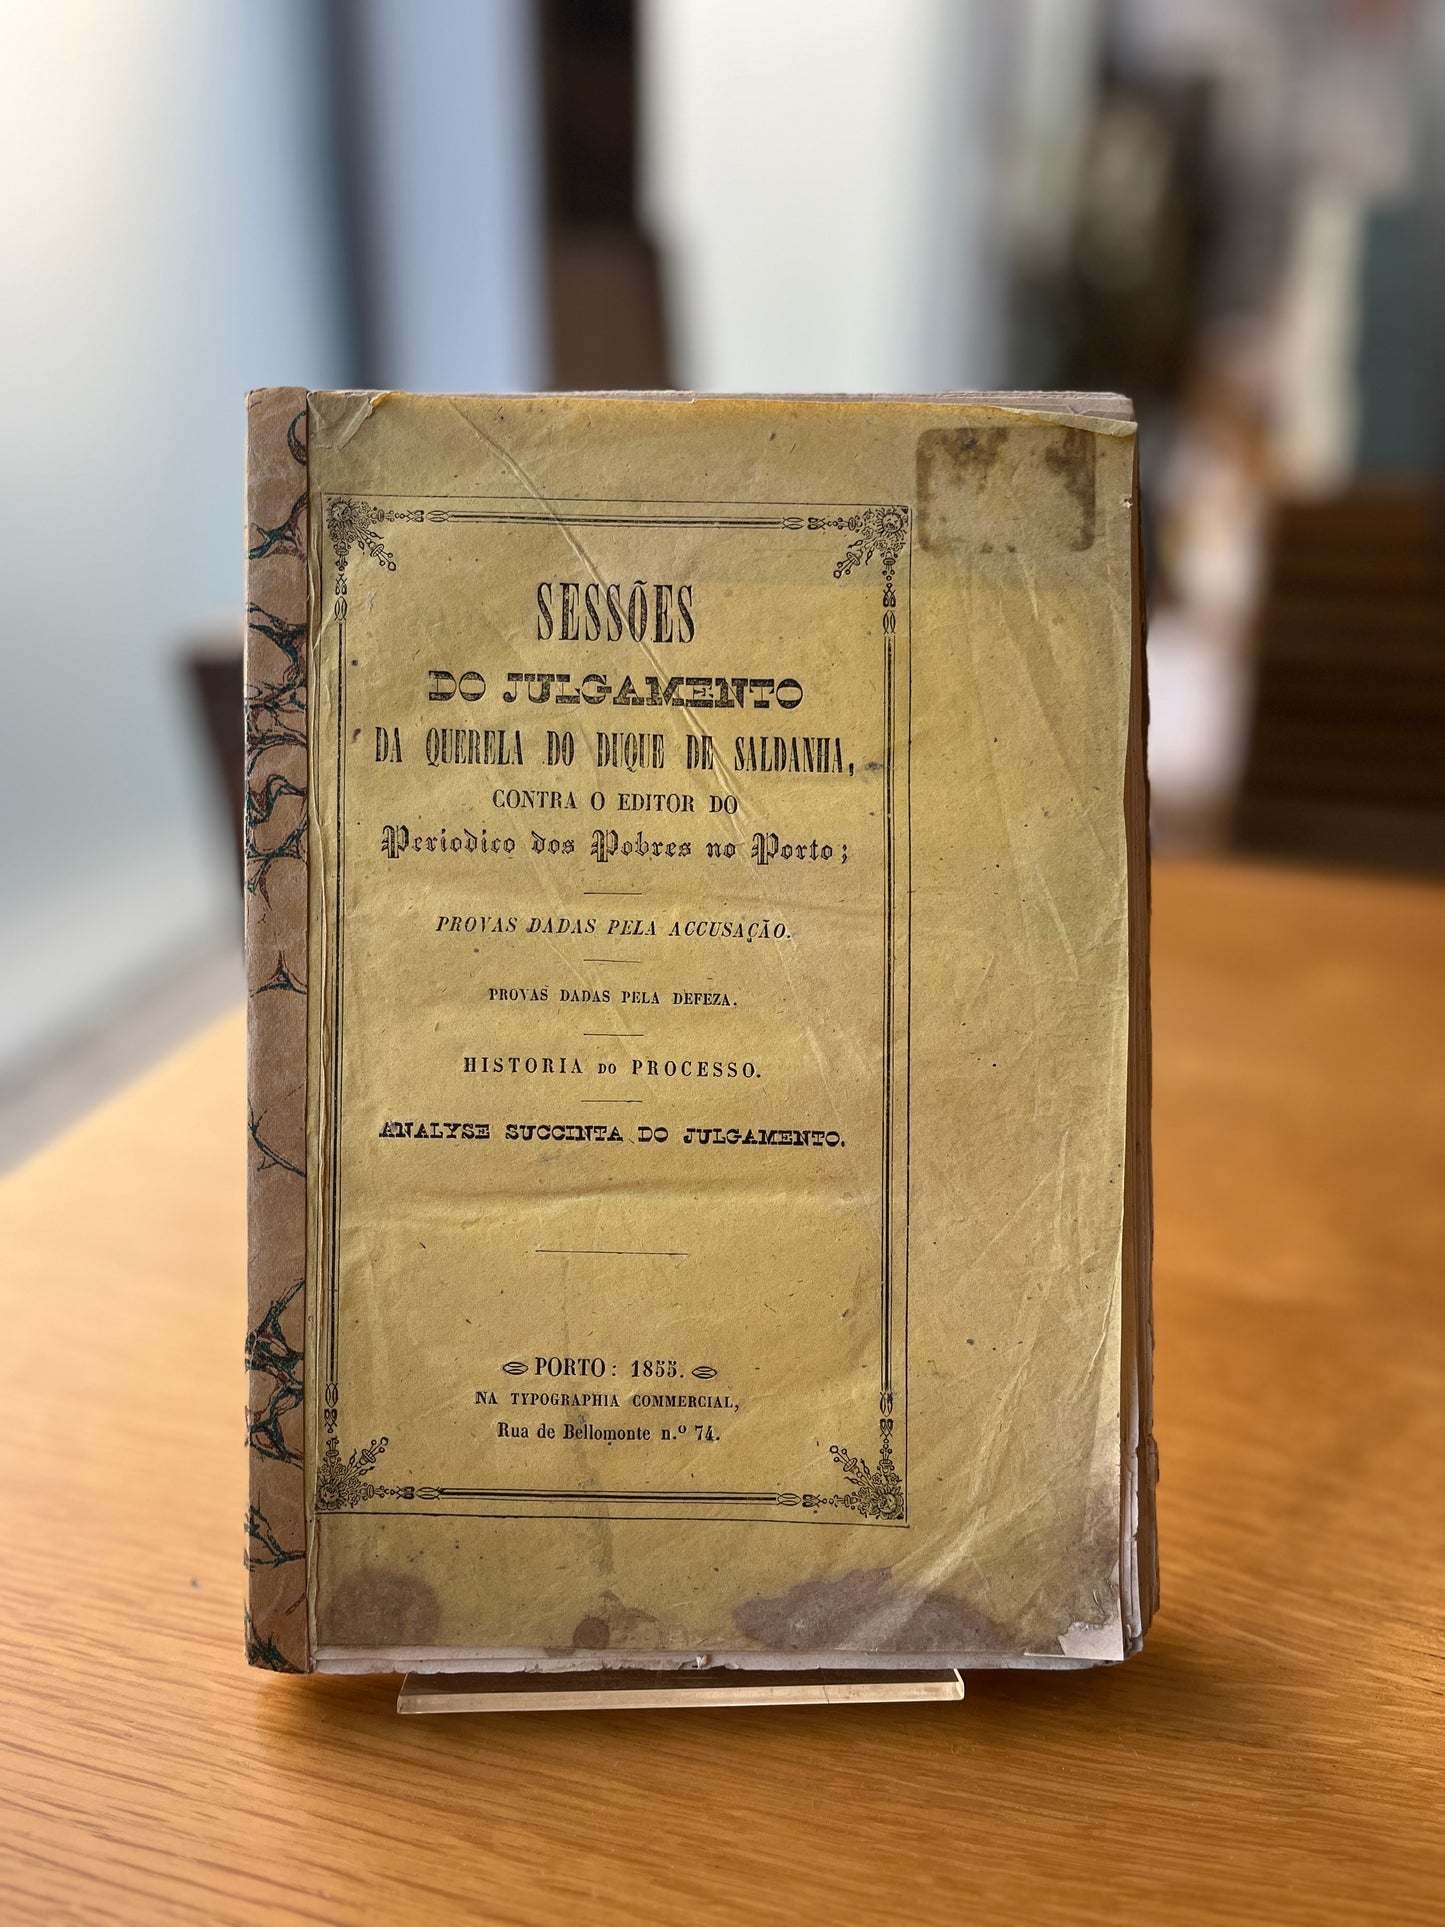 SESSÕES
DO JULGAMENTO
DA QUERELA DO DUQUE DE SALDANHA,
CONTRA O EDITOR DO
Periodico dos Pobres no Porto;
PROVAS DADAS PELA ACCUSAÇÃO.
PROVAS DADAS PELA DEFEZA.
HISTORIA DO PROCESSO.
ANALYSE SUCCINTA DO JULGAMENTO.
PORTO: 1855.
NA TYPOGRAPHIA COMMERCIAL,
Rua de Bellomonte n.º 74.